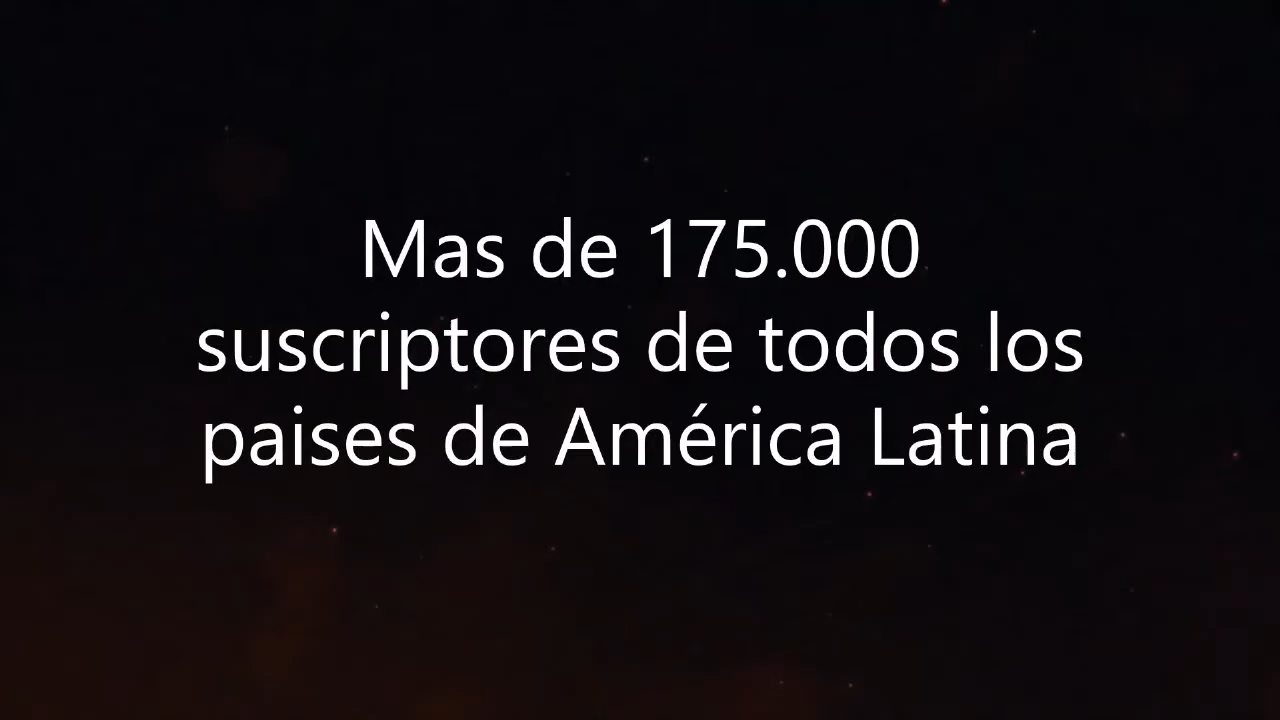 Mas de 175.000
suscriptores de todos los
paises de América Latina